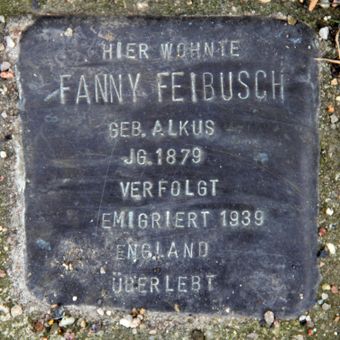 HIER WOHNTE
FANNY FEIBUSCH
GEB. ALKUS
JG. 1879
VERFOLGT
EMIGRIERT 1939
ENGLAND
ÜBERLEBT